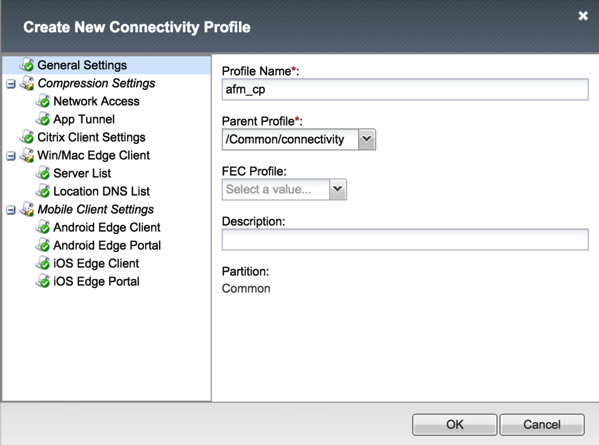 Create New Connectivity Profile
General Settings
Compression Settings
Network Access
App Tunnel
Citrix Client Settings
Win/Mac Edge Client
Server List
Location DNS List
Mobile Client Settings
Android Edge Client
Android Edge Portal
iOS Edge Client
iOS Edge Portal
Profile Name*:
afm_cp
Parent Profile*:
/Common/connectivity
FEC Profile:
Select a value...
Description:
Partition:
Common
OK
Cancel